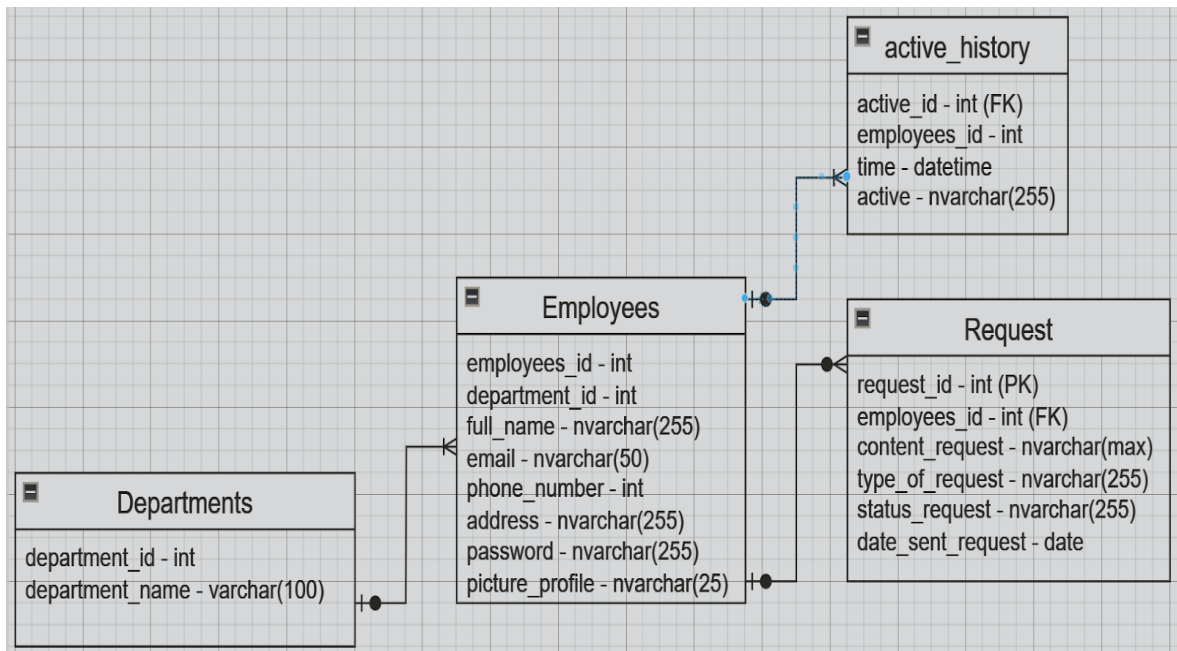 active_history
active_id - int (FK)
employees_id - int
time - datetime
active - nvarchar(255)
Employees
employees_id - int
department_id - int
full_name - nvarchar(255)
email - nvarchar(50)
phone_number - int
address - nvarchar(255)
password - nvarchar(255)
picture_profile - nvarchar(25)
Request
request_id - int (PK)
employees_id - int (FK)
content_request - nvarchar(max)
type_of_request - nvarchar(255)
status_request - nvarchar(255)
date_sent_request - date
Departments
department_id - int
department_name - varchar(100)